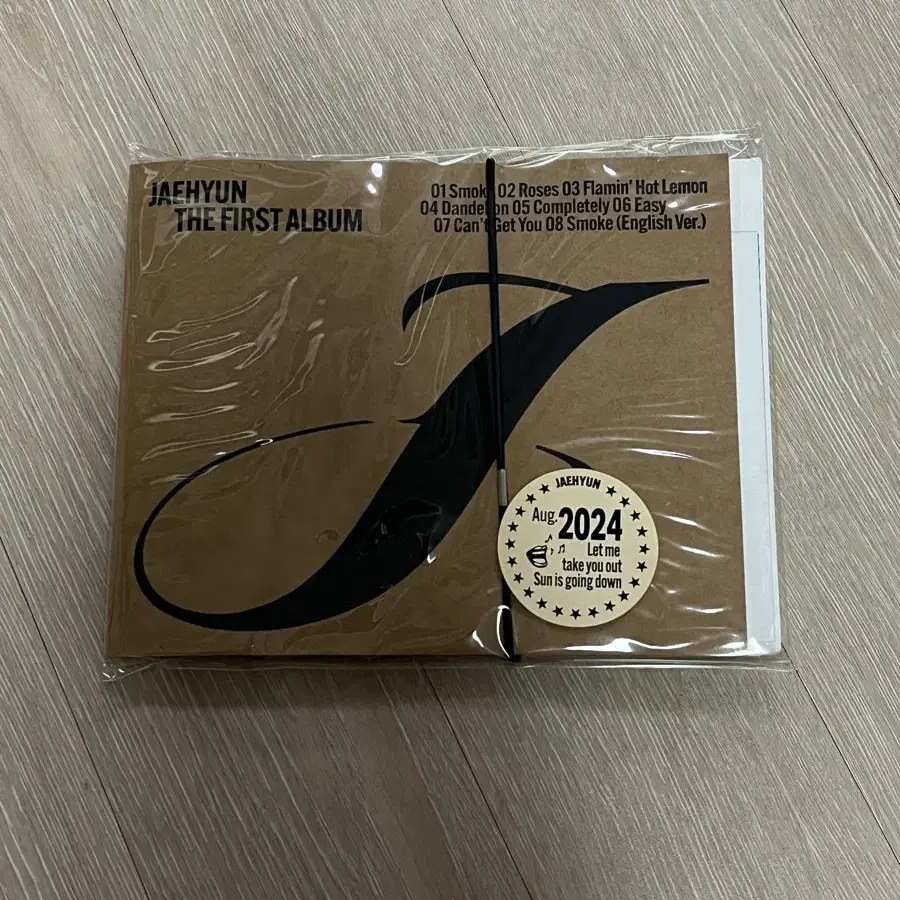 JAEHYUN
THE FIRST ALBUM
01 Smoke 02 Roses 03 Flamin' Hot Lemon
04 Dandelion 05 Completely 06 Easy
07 Can't Get You 08 Smoke (English Ver.)
J
JAEHYUN
Aug. 2024
Let me
take you out
Sun is going down